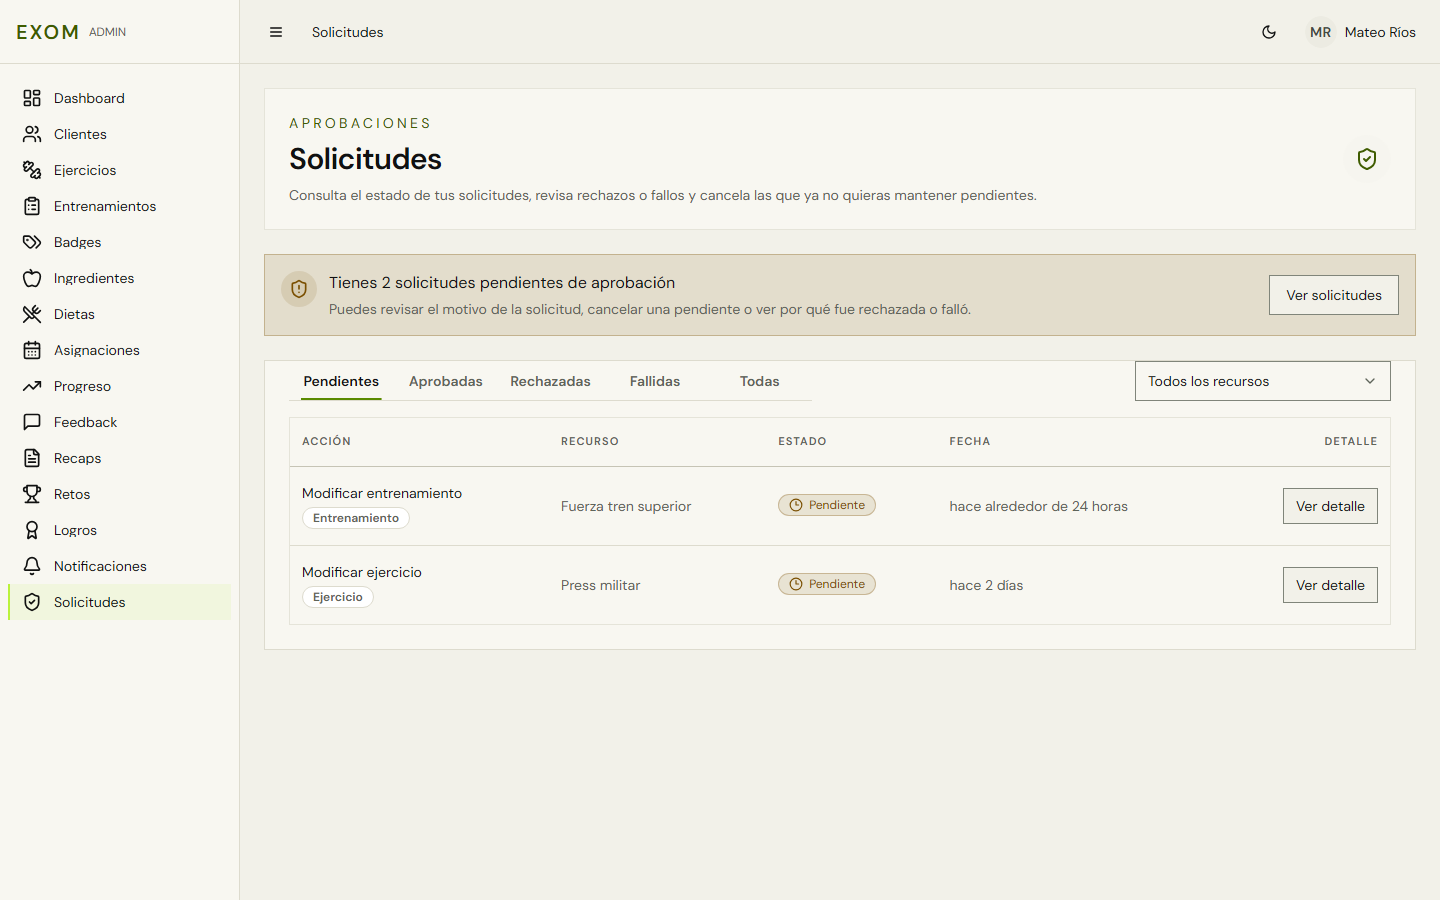 EXOM ADMIN
Solicitudes
MR Mateo Ríos
Dashboard
Clientes
Ejercicios
Entrenamientos
Badges
Ingredientes
Dietas
Asignaciones
Progreso
Feedback
Recaps
Retos
Logros
Notificaciones
Solicitudes
APROBACIONES
Solicitudes
Consulta el estado de tus solicitudes, revisa rechazos o fallos y cancela las que ya no quieras mantener pendientes.
Tienes 2 solicitudes pendientes de aprobación
Puedes revisar el motivo de la solicitud, cancelar una pendiente o ver por qué fue rechazada o falló.
Ver solicitudes
Pendientes Aprobadas Rechazadas Fallidas Todas
Todos los recursos
ACCIÓN RECURSO ESTADO FECHA DETALLE
Modificar entrenamiento
Entrenamiento
Fuerza tren superior Pendiente hace alrededor de 24 horas Ver detalle
Modificar ejercicio
Ejercicio
Press militar Pendiente hace 2 días Ver detalle